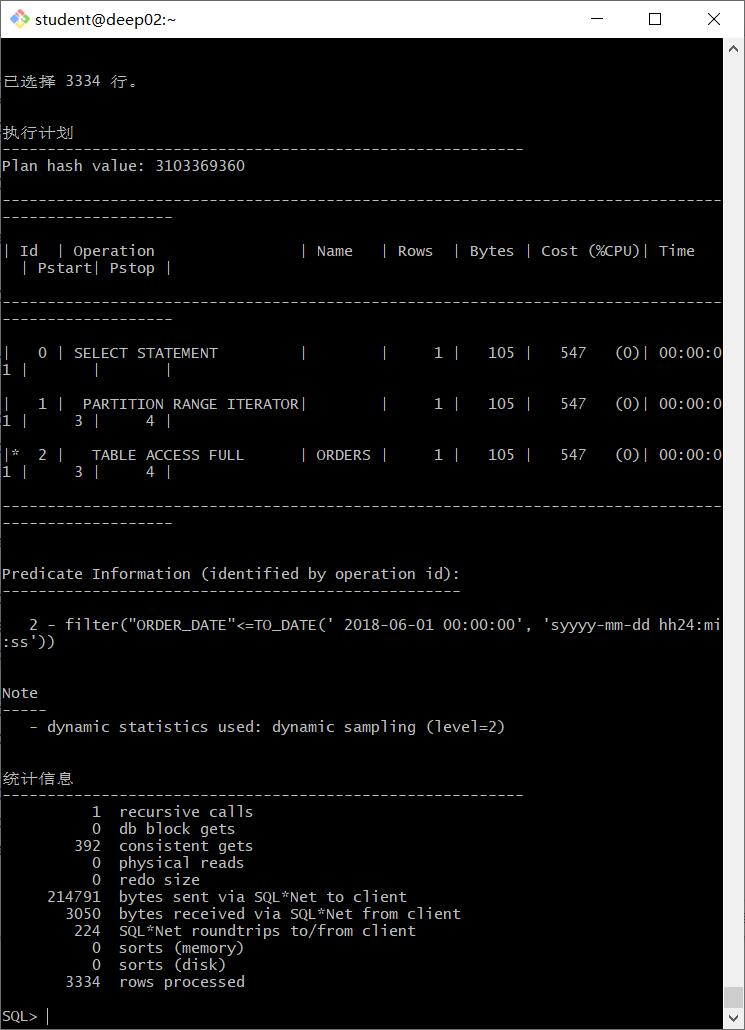 student@deep02:~
已选择 3334 行。
执行计划
----------------------------------------------------------
Plan hash value: 3103369360
--------------------------------------------------------------------------------
-------------------
| Id  | Operation                | Name   | Rows  | Bytes | Cost (%CPU)| Time
  | Pstart| Pstop |
--------------------------------------------------------------------------------
-------------------
|   0 | SELECT STATEMENT         |        |     1 |   105 |   547   (0)| 00:00:0
1 |       |       |
|   1 |  PARTITION RANGE ITERATOR|        |     1 |   105 |   547   (0)| 00:00:0
1 |     3 |     4 |
|*  2 |   TABLE ACCESS FULL      | ORDERS |     1 |   105 |   547   (0)| 00:00:0
1 |     3 |     4 |
--------------------------------------------------------------------------------
-------------------
Predicate Information (identified by operation id):
---------------------------------------------------
   2 - filter("ORDER_DATE"<=TO_DATE(' 2018-06-01 00:00:00', 'syyyy-mm-dd hh24:mi
:ss'))
Note
-----
   - dynamic statistics used: dynamic sampling (level=2)
统计信息
----------------------------------------------------------
          1  recursive calls
          0  db block gets
        392  consistent gets
          0  physical reads
          0  redo size
     214791  bytes sent via SQL*Net to client
       3050  bytes received via SQL*Net from client
        224  SQL*Net roundtrips to/from client
          0  sorts (memory)
          0  sorts (disk)
       3334  rows processed
SQL>